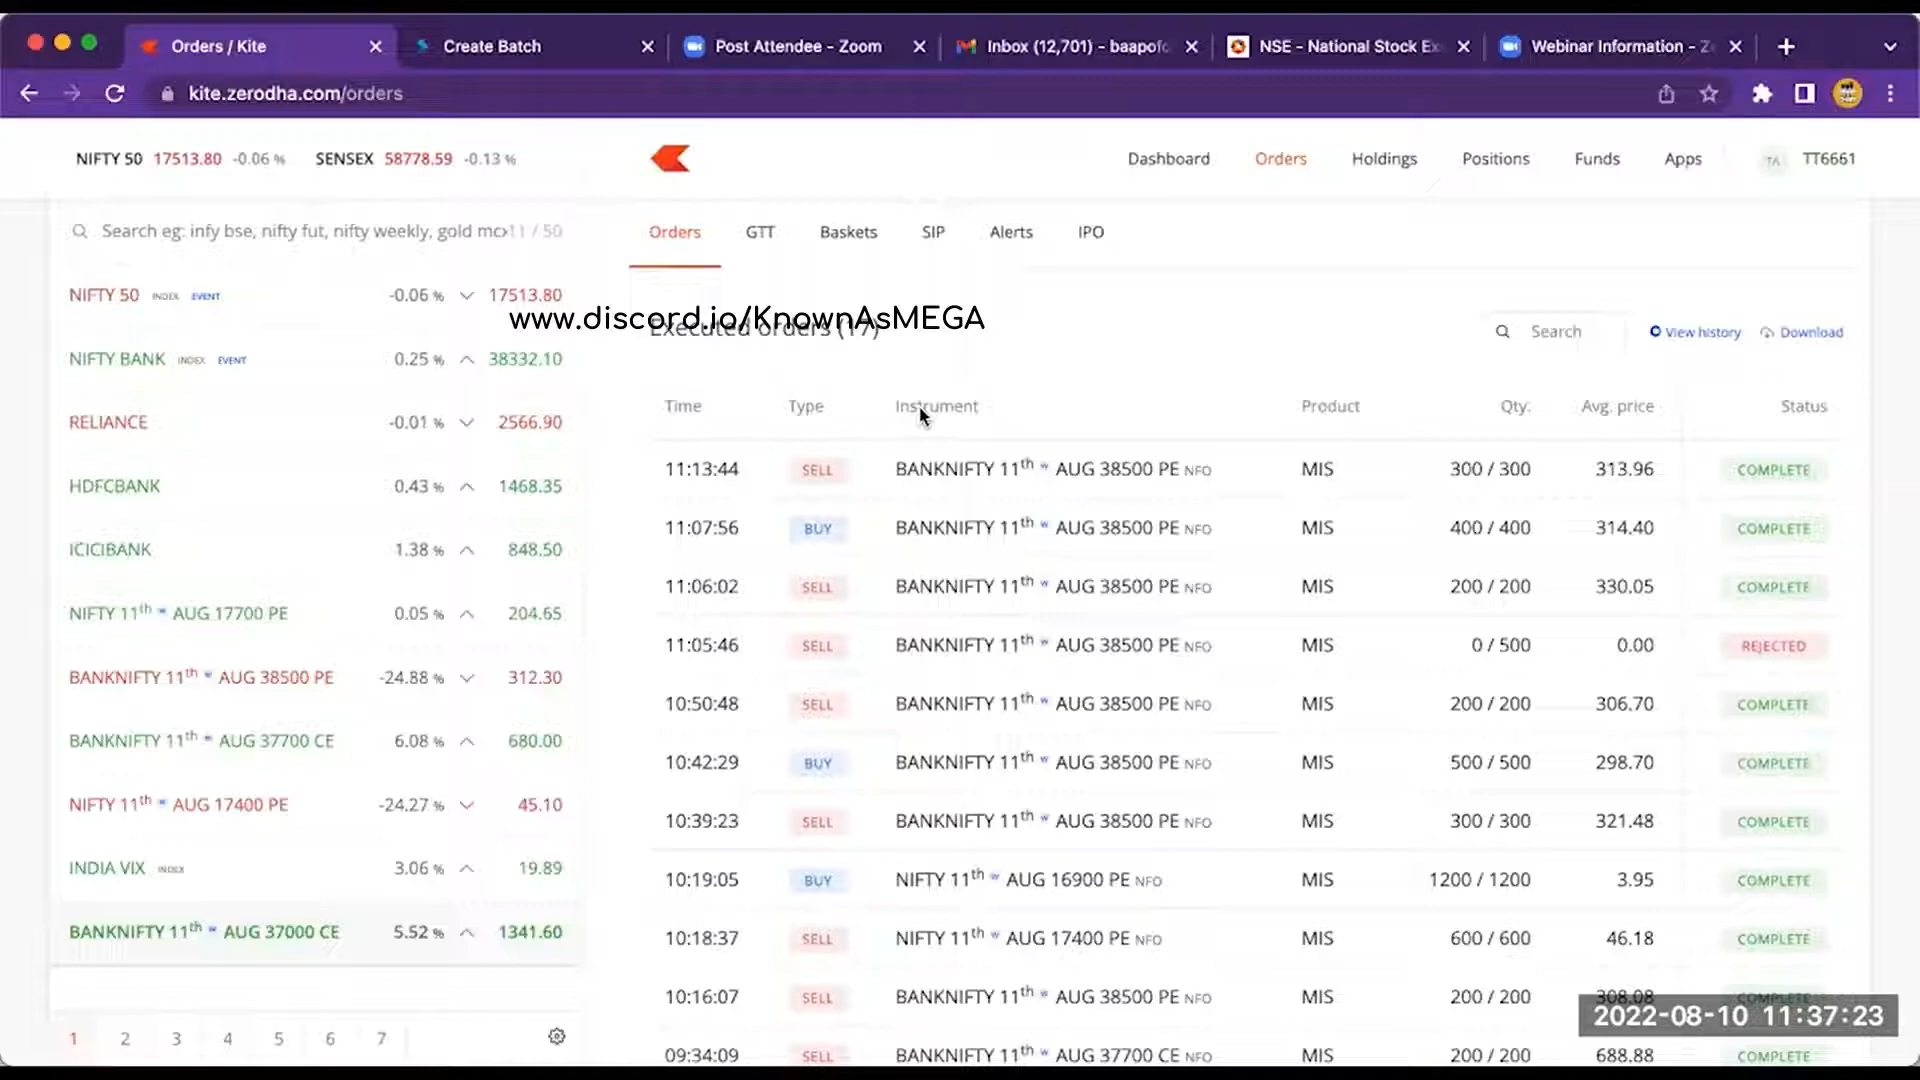 Orders / Kite
Create Batch
Post Attendee - Zoom
Inbox (12,701) - baapofc
NSE - National Stock Ex
Webinar Information - Z
kite.zerodha.com/orders
NIFTY 50 17513.80 -0.06 %
SENSEX 58778.59 -0.13 %
Dashboard Orders Holdings Positions Funds Apps TA TT6661
Search eg: infy bse, nifty fut, nifty weekly, gold mcx 11 / 50
NIFTY 50 INDEX EVENT -0.06 % 17513.80
NIFTY BANK INDEX EVENT 0.25 % 38332.10
RELIANCE -0.01 % 2566.90
HDFCBANK 0.43 % 1468.35
ICICIBANK 1.38 % 848.50
NIFTY 11th w AUG 17700 PE 0.05 % 204.65
BANKNIFTY 11th w AUG 38500 PE -24.88 % 312.30
BANKNIFTY 11th w AUG 37700 CE 6.08 % 680.00
NIFTY 11th w AUG 17400 PE -24.27 % 45.10
INDIA VIX INDEX 3.06 % 19.89
BANKNIFTY 11th w AUG 37000 CE 5.52 % 1341.60
1 2 3 4 5 6 7
Orders GTT Baskets SIP Alerts IPO
www.discord.io/KnownAsMEGA
Executed orders (17)
Search View history Download
Time Type Instrument Product Qty. Avg. price Status
11:13:44 SELL BANKNIFTY 11th w AUG 38500 PE NFO MIS 300 / 300 313.96 COMPLETE
11:07:56 BUY BANKNIFTY 11th w AUG 38500 PE NFO MIS 400 / 400 314.40 COMPLETE
11:06:02 SELL BANKNIFTY 11th w AUG 38500 PE NFO MIS 200 / 200 330.05 COMPLETE
11:05:46 SELL BANKNIFTY 11th w AUG 38500 PE NFO MIS 0 / 500 0.00 REJECTED
10:50:48 SELL BANKNIFTY 11th w AUG 38500 PE NFO MIS 200 / 200 306.70 COMPLETE
10:42:29 BUY BANKNIFTY 11th w AUG 38500 PE NFO MIS 500 / 500 298.70 COMPLETE
10:39:23 SELL BANKNIFTY 11th w AUG 38500 PE NFO MIS 300 / 300 321.48 COMPLETE
10:19:05 BUY NIFTY 11th w AUG 16900 PE NFO MIS 1200 / 1200 3.95 COMPLETE
10:18:37 SELL NIFTY 11th w AUG 17400 PE NFO MIS 600 / 600 46.18 COMPLETE
10:16:07 SELL BANKNIFTY 11th w AUG 38500 PE NFO MIS 200 / 200 308.08 COMPLETE
2022-08-10 11:37:23
09:34:09 SELL BANKNIFTY 11th w AUG 37700 CE NFO MIS 200 / 200 688.88 COMPLETE